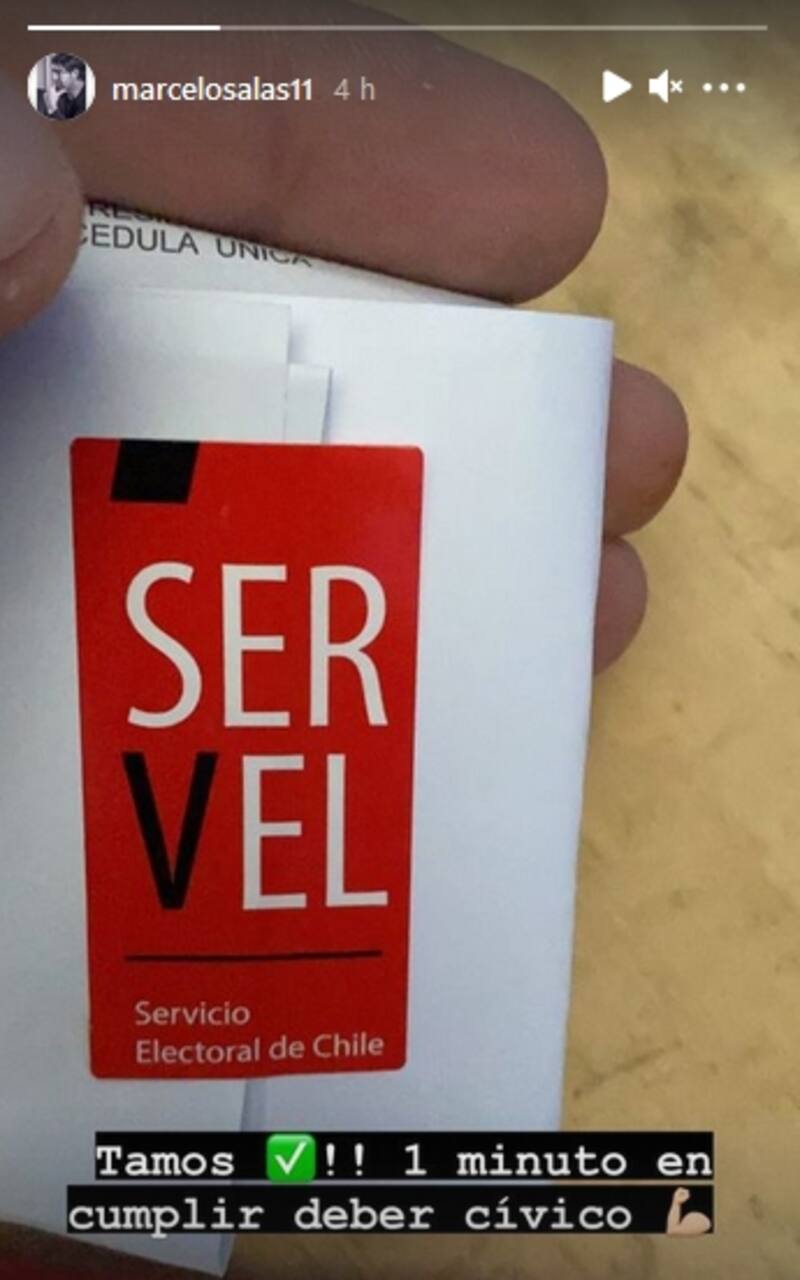 marcelosalas11 4 h
CEDULA UNICA
SER
VEL
Servicio
Electoral de Chile
Tamos ✅!! 1 minuto en
cumplir deber cívico 💪🏼